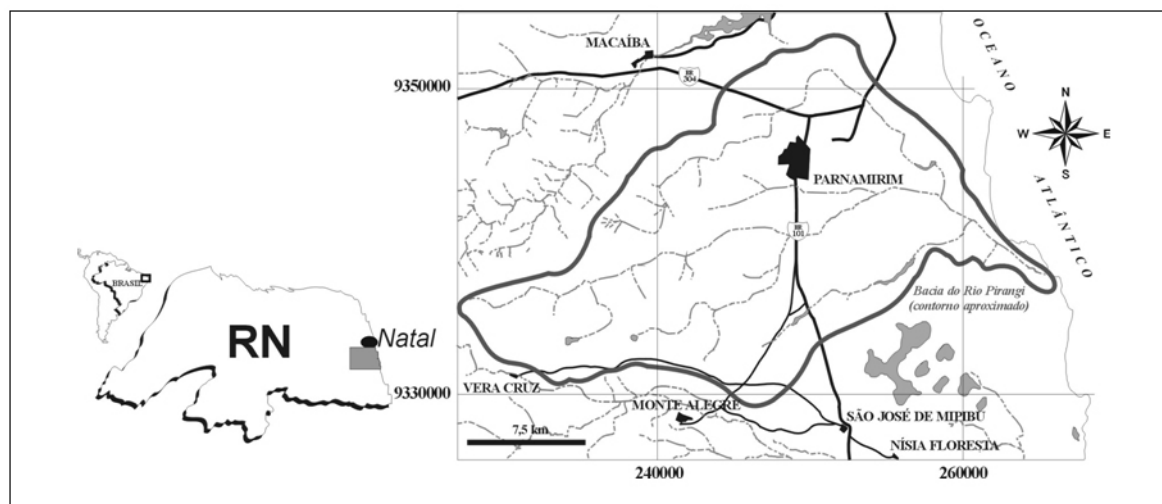 BRASIL
RN
Natal
9350000
9330000
MACAÍBA
BR
304
OCEANO
ATLÂNTICO
N
W
E
S
PARNAMIRIM
BR
101
Bacia do Rio Pirangi
(contorno aproximado)
VERA CRUZ
MONTE ALEGRE
SÃO JOSÉ DE MIPIBÚ
NÍSIA FLORESTA
7,5 km
240000
260000